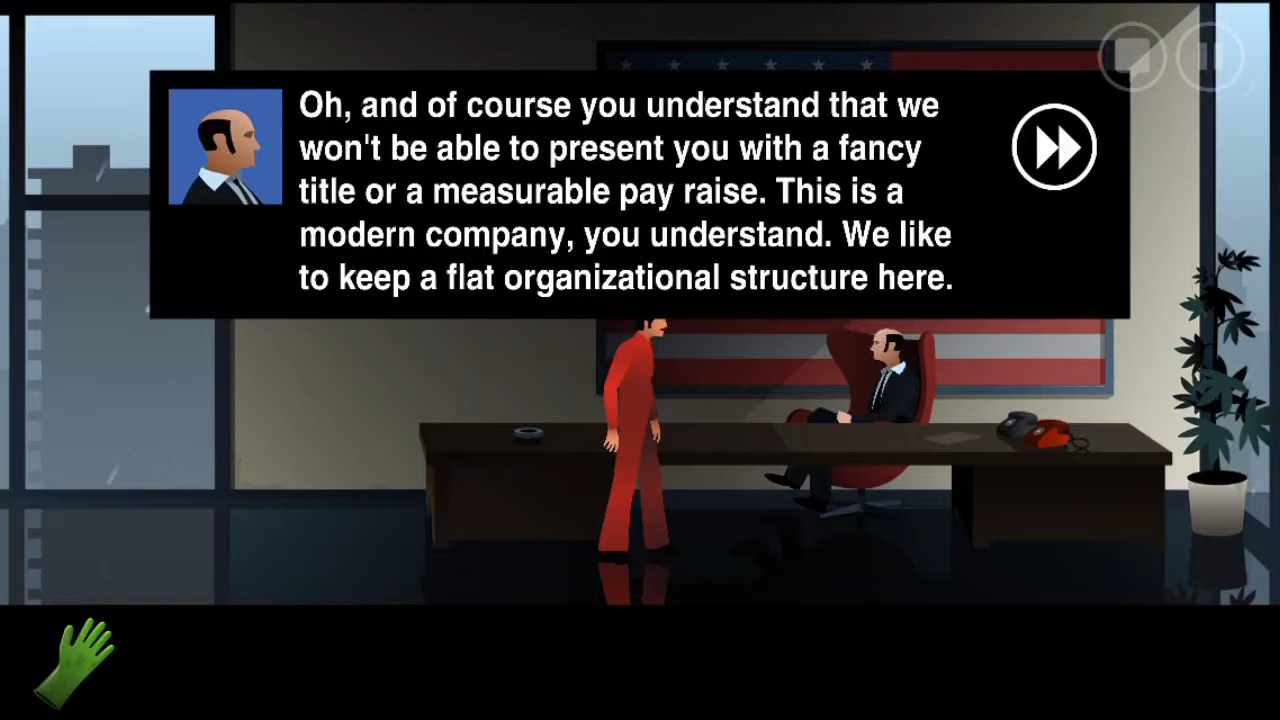 Oh, and of course you understand that we
won't be able to present you with a fancy
title or a measurable pay raise. This is a
modern company, you understand. We like
to keep a flat organizational structure here.